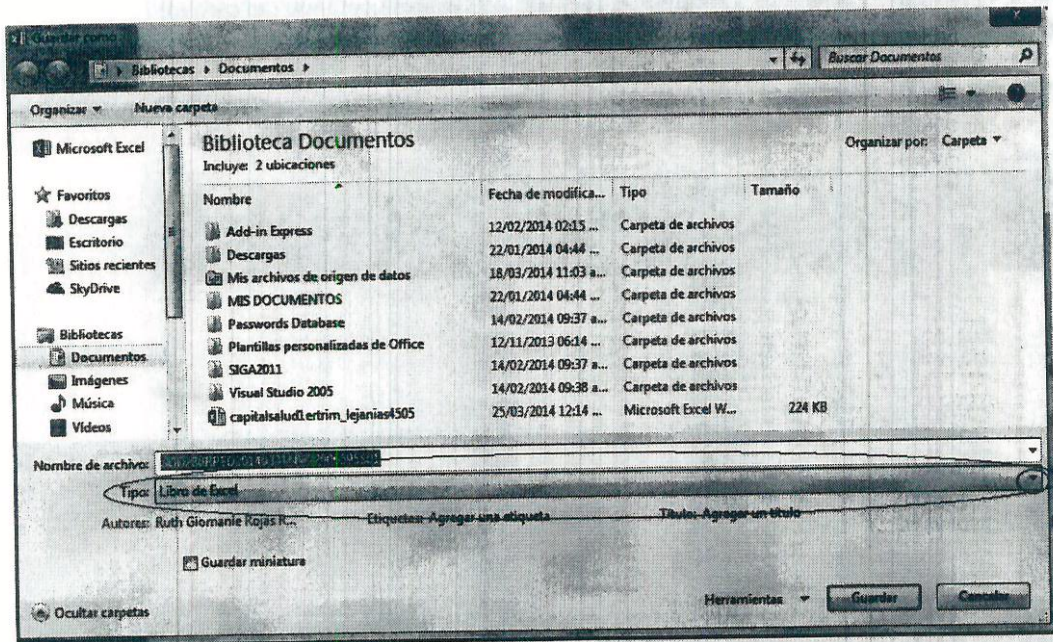 Guardar como
Bibliotecas ▸ Documentos ▸
Buscar Documentos
Organizar
Nueva carpeta
Microsoft Excel
Favoritos
Descargas
Escritorio
Sitios recientes
SkyDrive
Bibliotecas
Documentos
Imágenes
Música
Vídeos
Biblioteca Documentos
Incluye: 2 ubicaciones
Organizar por: Carpeta
Nombre Fecha de modifica... Tipo Tamaño
Add-in Express 12/02/2014 02:15 ... Carpeta de archivos
Descargas 22/01/2014 04:44 ... Carpeta de archivos
Mis archivos de origen de datos 18/03/2014 11:03 a... Carpeta de archivos
MIS DOCUMENTOS 22/01/2014 04:44 ... Carpeta de archivos
Passwords Database 14/02/2014 09:37 a... Carpeta de archivos
Plantillas personalizadas de Office 12/11/2013 06:14 ... Carpeta de archivos
SIGA2011 14/02/2014 09:37 a... Carpeta de archivos
Visual Studio 2005 14/02/2014 09:38 a... Carpeta de archivos
capitalsalud1ertrim_lejanias4505 25/03/2014 12:14 ... Microsoft Excel W... 224 KB
Nombre de archivo:
Tipo: Libro de Excel
Autores: Ruth Giomanie Rojas R...
Etiquetas: Agregar una etiqueta
Título: Agregar un título
Guardar miniatura
Ocultar carpetas
Herramientas
Guardar
Cancelar